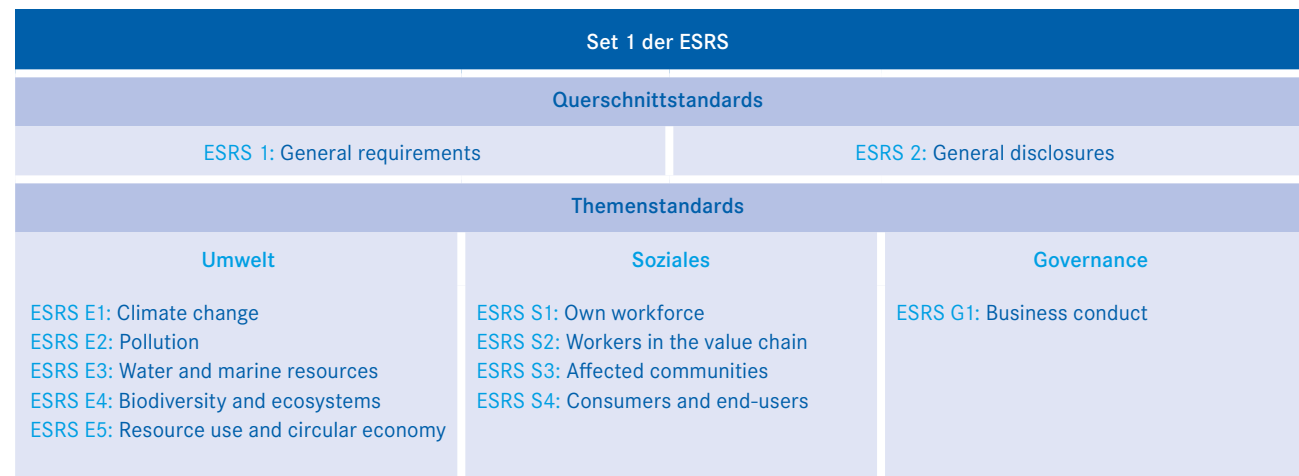 Set 1 der ESRS
Querschnittstandards
ESRS 1: General requirements
ESRS 2: General disclosures
Themenstandards
Umwelt
ESRS E1: Climate change
ESRS E2: Pollution
ESRS E3: Water and marine resources
ESRS E4: Biodiversity and ecosystems
ESRS E5: Resource use and circular economy
Soziales
ESRS S1: Own workforce
ESRS S2: Workers in the value chain
ESRS S3: Affected communities
ESRS S4: Consumers and end-users
Governance
ESRS G1: Business conduct